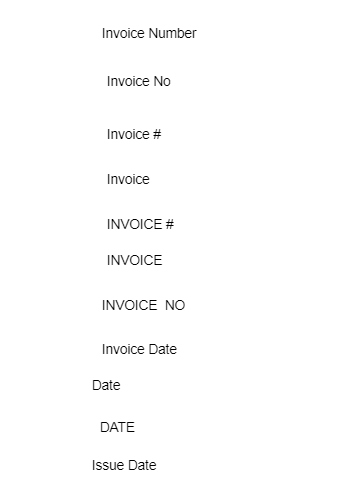 Invoice Number
Invoice No
Invoice #
Invoice
INVOICE #
INVOICE
INVOICE  NO
Invoice Date
Date
DATE
Issue Date